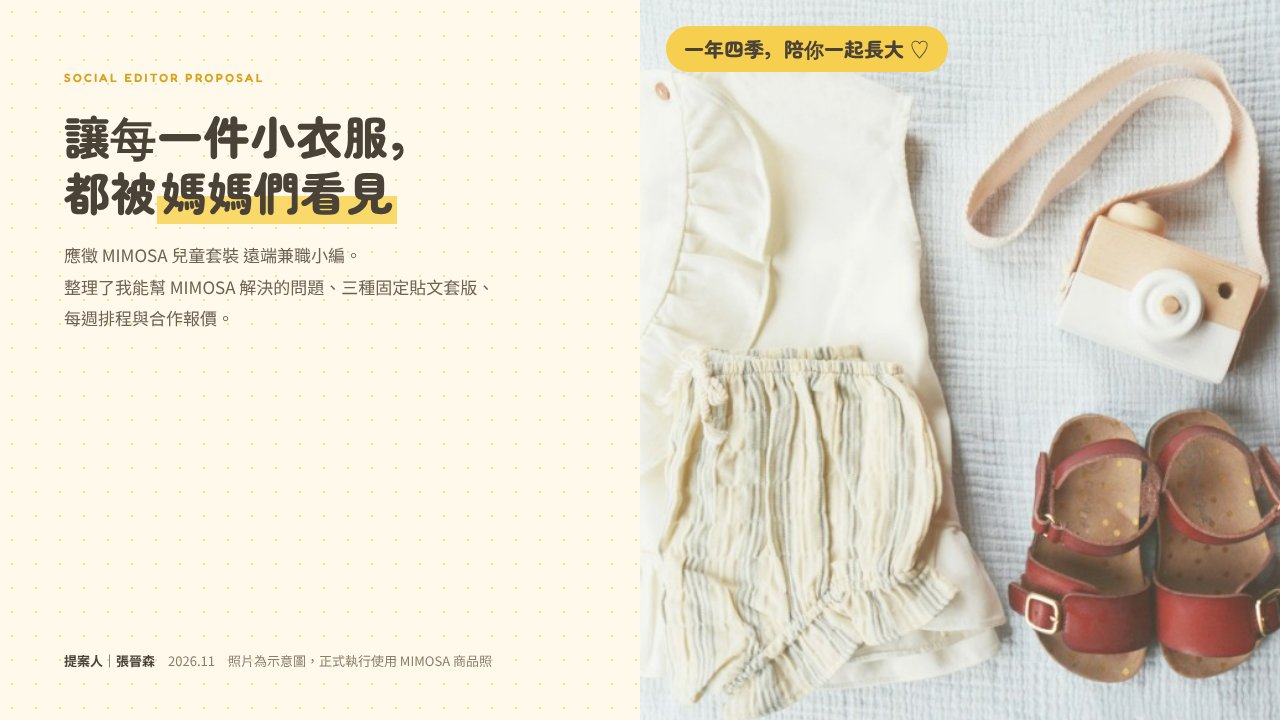 SOCIAL EDITOR PROPOSAL
讓每一件小衣服，
都被媽媽們看見
應徵 MIMOSA 兒童套裝 遠端兼職小編。
整理了我能幫 MIMOSA 解決的問題、三種固定貼文套版、
每週排程與合作報價。
提案人｜張晉森 2026.11 照片為示意圖，正式執行使用 MIMOSA 商品照
一年四季，陪你一起長大 ♡